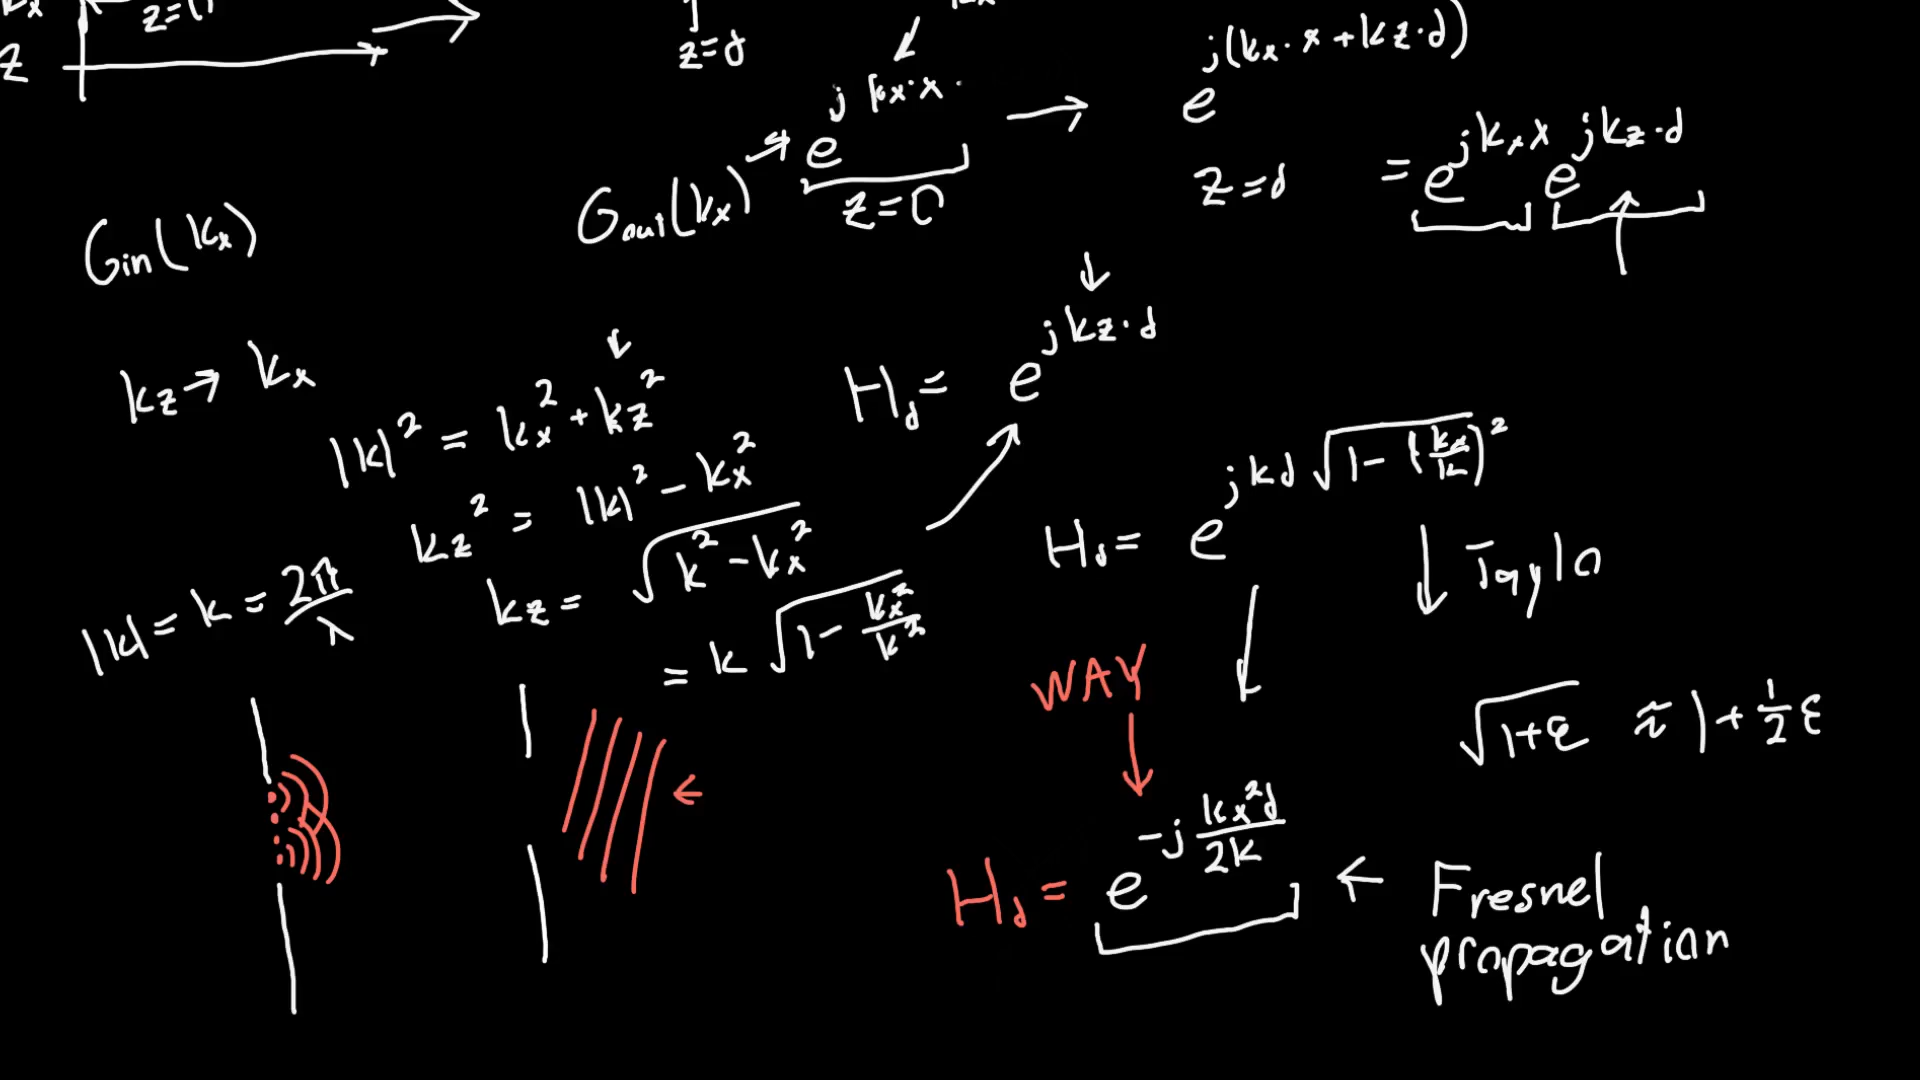 z=0
z
z=d
e^{j(kx·x+kz·d)}
e^{jkx·x}
z=0
z=d
=e^{jkxx} e^{jkz·d}
Gin(kx)
Gout(kx)
kz→kx
|k|²=kx²+kz²
H_d= e^{jkz·d}
kz²=|k|²-kx²
H_d= e^{jkd√1-(kx/k)²}
|k|=k=2π/λ
kz=√k²-kx²
Taylo
=k√1-kx²/k²
WAY
√1+ε ≈ 1+½ε
H_d= e^{-j kx²d/2k} ← Fresnel
propagation